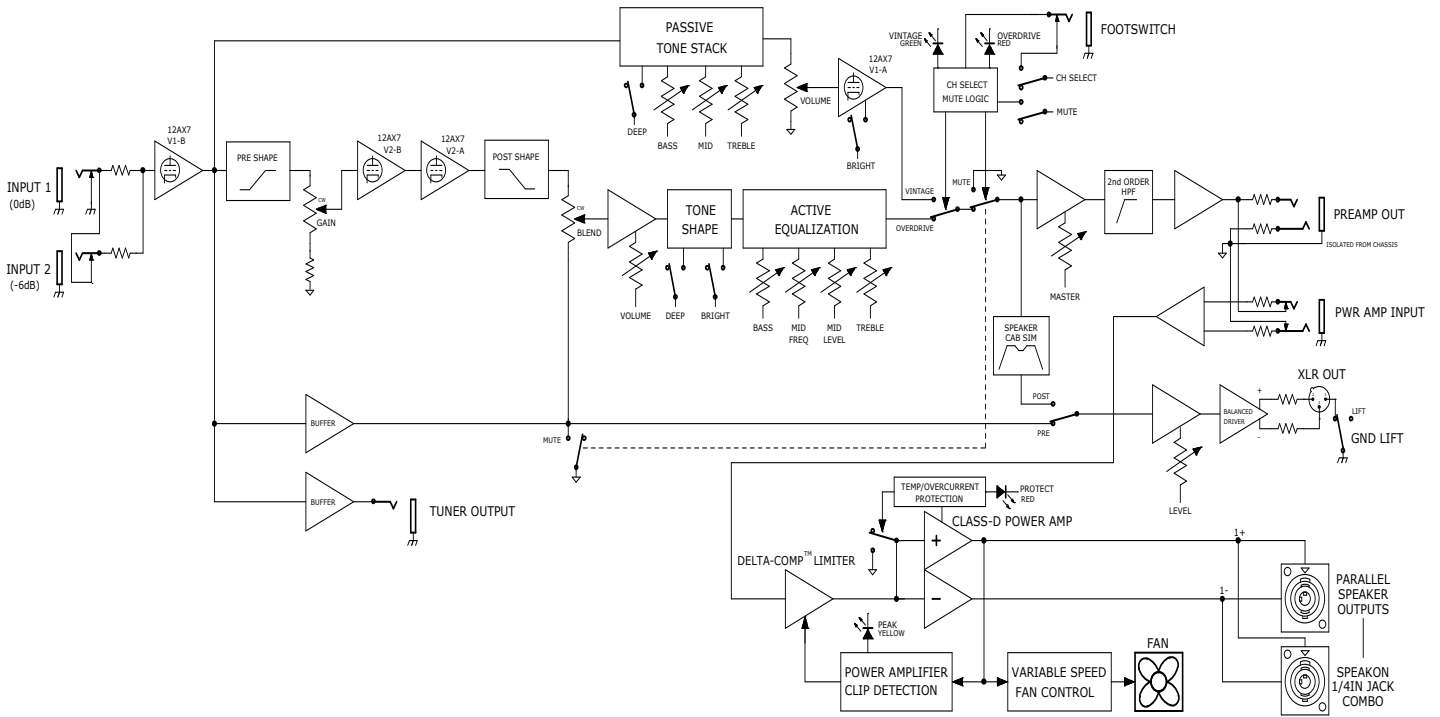 PASSIVE
TONE STACK
DEEP
BASS
MID
TREBLE
VOLUME
12AX7
V1-A
BRIGHT
VINTAGE
GREEN
OVERDRIVE
RED
CH SELECT
MUTE LOGIC
FOOTSWITCH
CH SELECT
MUTE
INPUT 1
(0dB)
INPUT 2
(-6dB)
12AX7
V1-B
PRE SHAPE
CW
GAIN
12AX7
V2-B
12AX7
V2-A
POST SHAPE
CW
BLEND
VOLUME
TONE
SHAPE
DEEP
BRIGHT
ACTIVE
EQUALIZATION
BASS
MID
FREQ
MID
LEVEL
TREBLE
VINTAGE
OVERDRIVE
MUTE
MASTER
2nd ORDER
HPF
PREAMP OUT
ISOLATED FROM CHASSIS
PWR AMP INPUT
SPEAKER
CAB SIM
POST
PRE
BUFFER
MUTE
BUFFER
TUNER OUTPUT
LEVEL
BALANCED
DRIVER
+
-
XLR OUT
LIFT
GND LIFT
TEMP/OVERCURRENT
PROTECTION
PROTECT
RED
CLASS-D POWER AMP
+
−
DELTA-COMP™ LIMITER
PEAK
YELLOW
POWER AMPLIFIER
CLIP DETECTION
VARIABLE SPEED
FAN CONTROL
FAN
1+
1-
PARALLEL
SPEAKER
OUTPUTS
SPEAKON
1/4IN JACK
COMBO